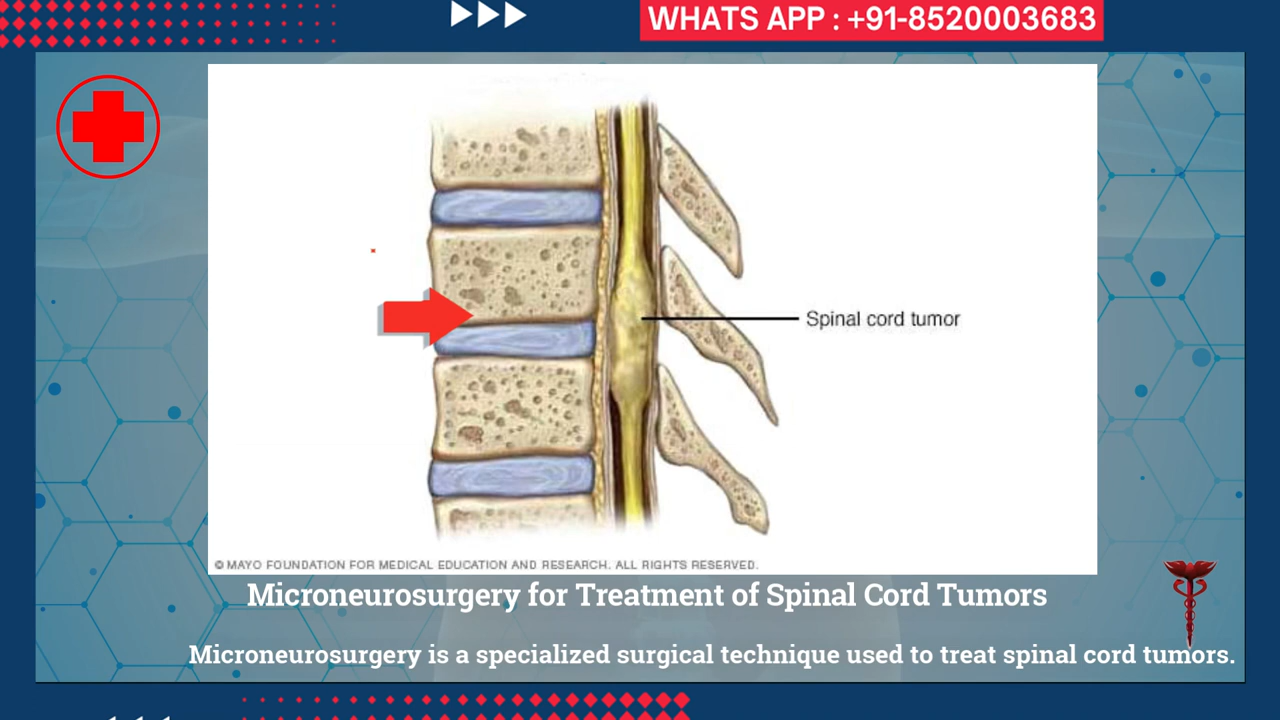 WHATS APP : +91-8520003683
Spinal cord tumor
© MAYO FOUNDATION FOR MEDICAL EDUCATION AND RESEARCH. ALL RIGHTS RESERVED.
Microneurosurgery for Treatment of Spinal Cord Tumors
Microneurosurgery is a specialized surgical technique used to treat spinal cord tumors.